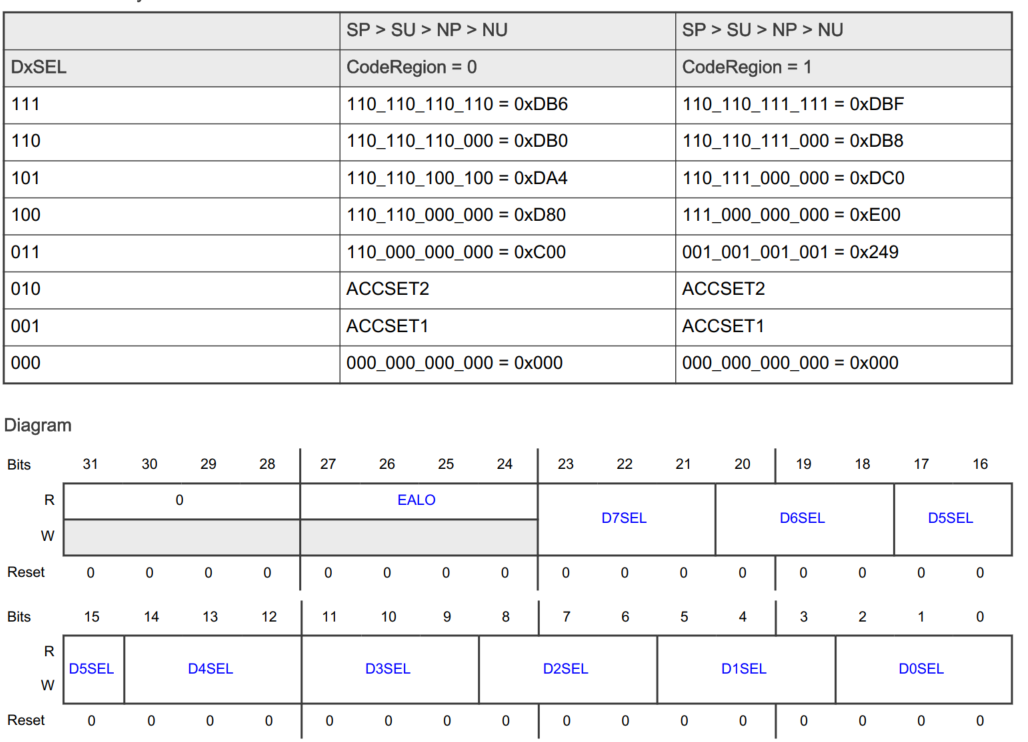 SP > SU > NP > NU SP > SU > NP > NU
DxSEL CodeRegion = 0 CodeRegion = 1
111 110_110_110_110 = 0xDB6 110_110_111_111 = 0xDBF
110 110_110_110_000 = 0xDB0 110_110_111_000 = 0xDB8
101 110_110_100_100 = 0xDA4 110_111_000_000 = 0xDC0
100 110_110_000_000 = 0xD80 111_000_000_000 = 0xE00
011 110_000_000_000 = 0xC00 001_001_001_001 = 0x249
010 ACCSET2 ACCSET2
001 ACCSET1 ACCSET1
000 000_000_000_000 = 0x000 000_000_000_000 = 0x000
Diagram
Bits 31 30 29 28 27 26 25 24 23 22 21 20 19 18 17 16
R 0 EALO D7SEL D6SEL D5SEL
W
Reset 0 0 0 0 0 0 0 0 0 0 0 0 0 0 0 0
Bits 15 14 13 12 11 10 9 8 7 6 5 4 3 2 1 0
R D5SEL D4SEL D3SEL D2SEL D1SEL D0SEL
W
Reset 0 0 0 0 0 0 0 0 0 0 0 0 0 0 0 0